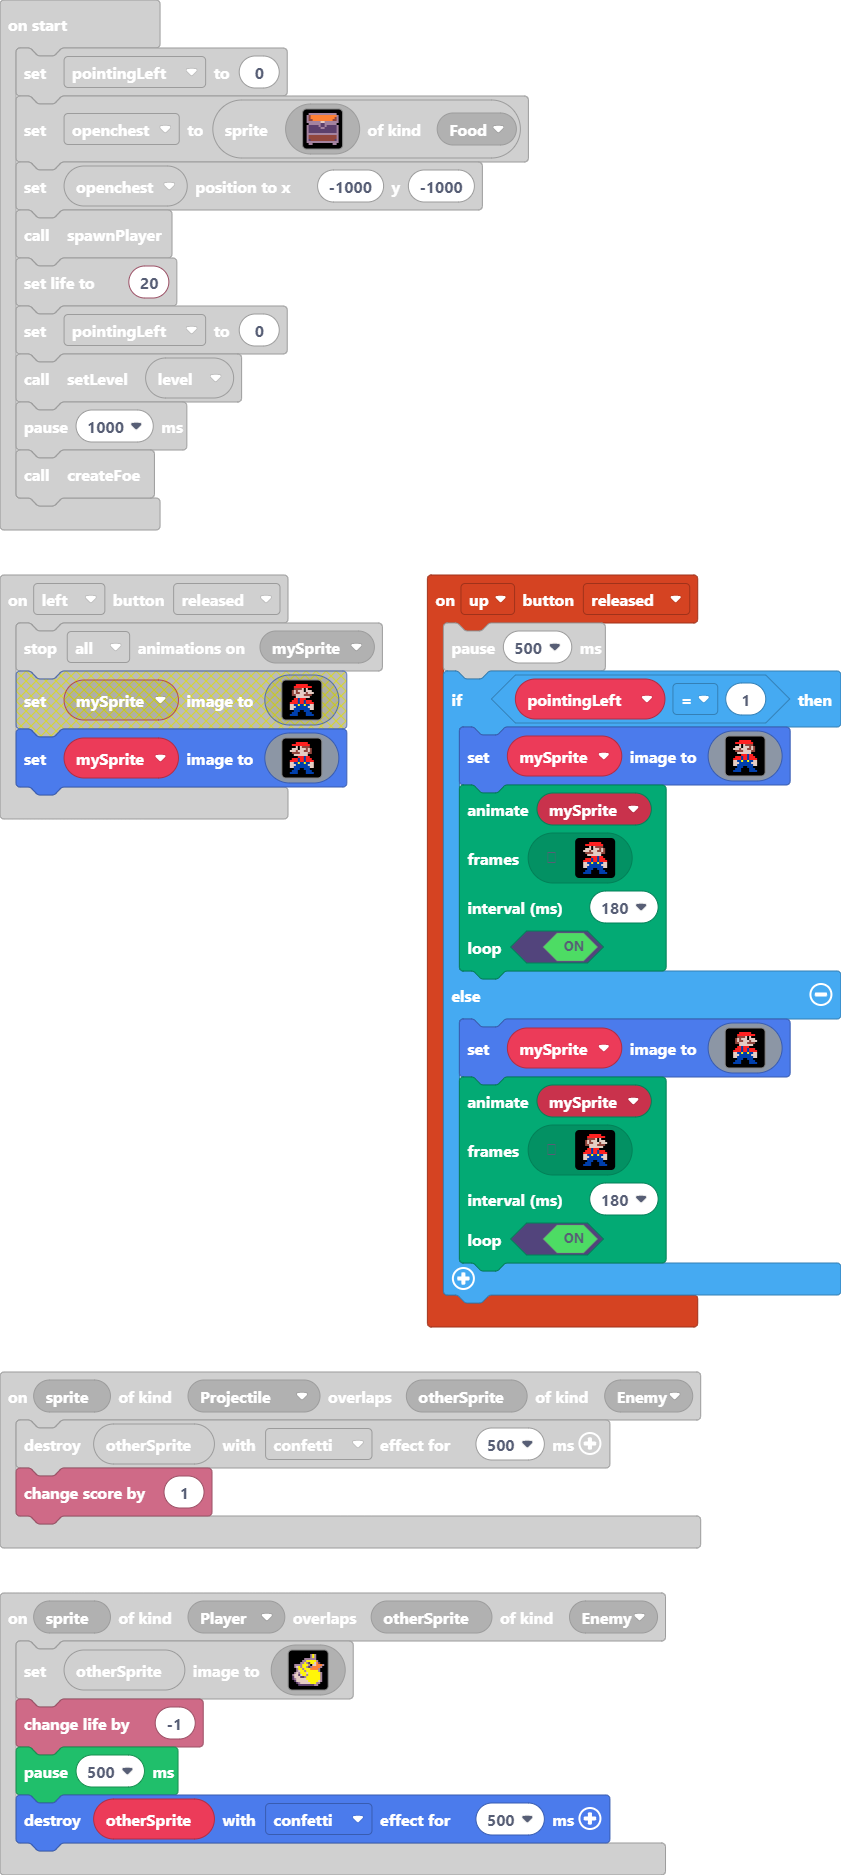 on start
set pointingLeft to 0
set openchest to sprite of kind Food
set openchest position to x -1000 y -1000
call spawnPlayer
set life to 20
set pointingLeft to 0
call setLevel level
pause 1000 ms
call createFoe
on left button released
stop all animations on mySprite
set mySprite image to
set mySprite image to
on up button released
pause 500 ms
if pointingLeft = 1 then
set mySprite image to
animate mySprite
frames
interval (ms) 180
loop ON
else
set mySprite image to
animate mySprite
frames
interval (ms) 180
loop ON
on sprite of kind Projectile overlaps otherSprite of kind Enemy
destroy otherSprite with confetti effect for 500 ms
change score by 1
on sprite of kind Player overlaps otherSprite of kind Enemy
set otherSprite image to
change life by -1
pause 500 ms
destroy otherSprite with confetti effect for 500 ms